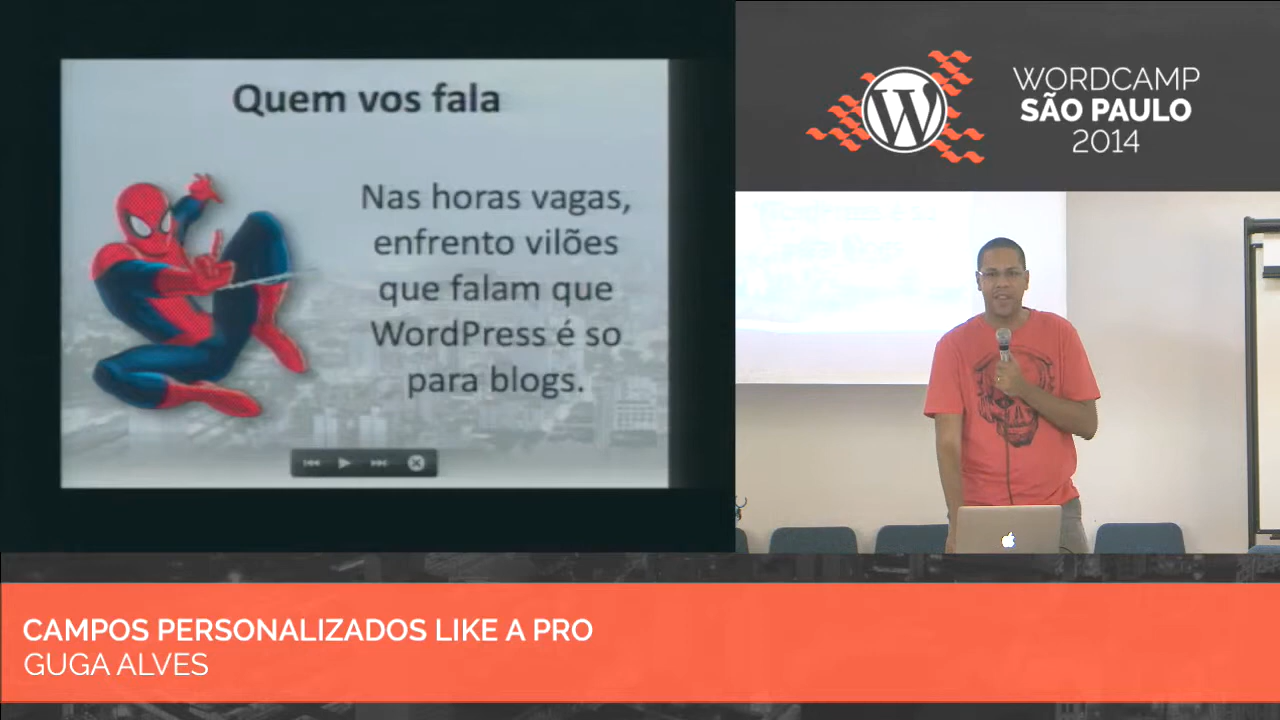 Quem vos fala
Nas horas vagas,
enfrento vilões
que falam que
WordPress é so
para blogs.
WORDCAMP
SÃO PAULO
2014
CAMPOS PERSONALIZADOS LIKE A PRO
GUGA ALVES